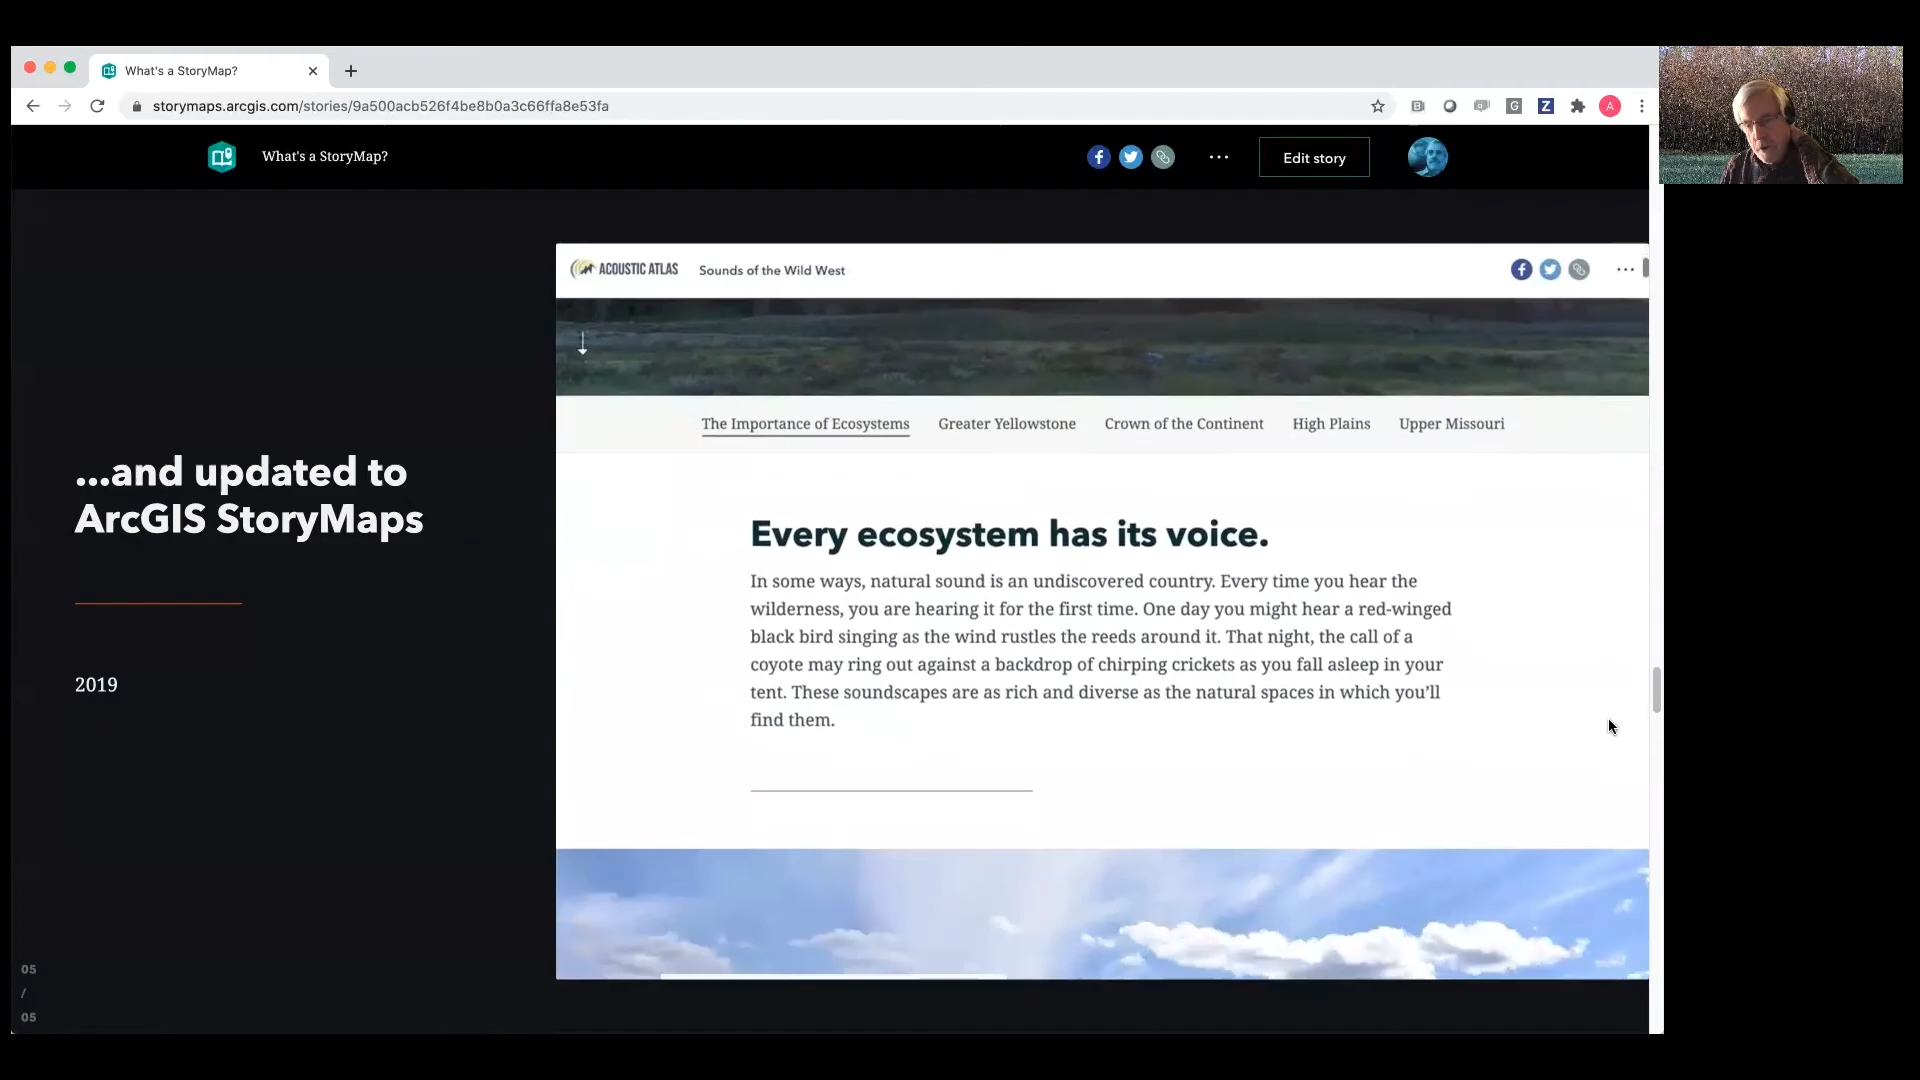 What's a StoryMap?
storymaps.arcgis.com/stories/9a500acb526f4be8b0a3c66ffa8e53fa
G
Z
A
What's a StoryMap?
Edit story
ACOUSTIC ATLAS
Sounds of the Wild West
The Importance of Ecosystems
Greater Yellowstone
Crown of the Continent
High Plains
Upper Missouri
...and updated to
ArcGIS StoryMaps
2019
Every ecosystem has its voice.
In some ways, natural sound is an undiscovered country. Every time you hear the
wilderness, you are hearing it for the first time. One day you might hear a red-winged
black bird singing as the wind rustles the reeds around it. That night, the call of a
coyote may ring out against a backdrop of chirping crickets as you fall asleep in your
tent. These soundscapes are as rich and diverse as the natural spaces in which you’ll
find them.
05
/
05